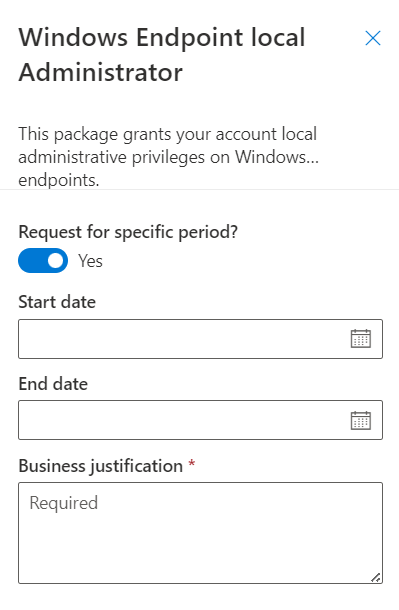 Windows Endpoint local
Administrator
This package grants your account local
administrative privileges on Windows...
endpoints.
Request for specific period?
Yes
Start date
End date
Business justification *
Required